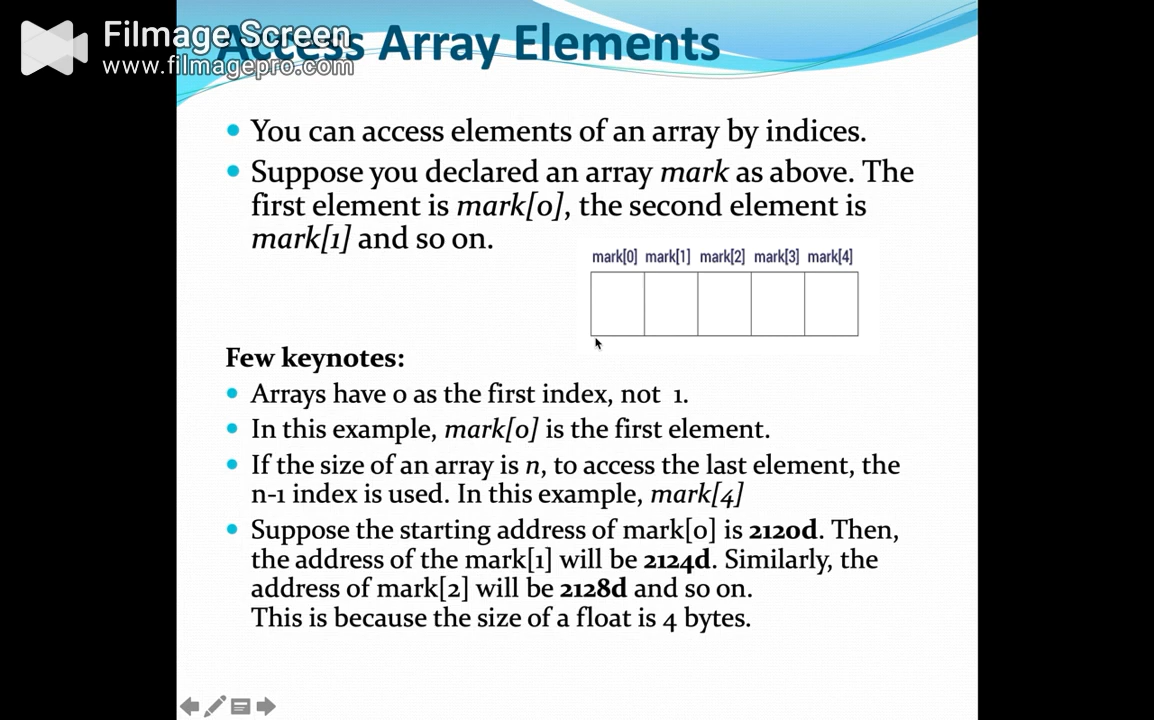 Filmage Screen
www.filmagepro.com
Access Array Elements
• You can access elements of an array by indices.
• Suppose you declared an array mark as above. The
first element is mark[0], the second element is
mark[1] and so on.
mark[0] mark[1] mark[2] mark[3] mark[4]
Few keynotes:
• Arrays have 0 as the first index, not 1.
• In this example, mark[0] is the first element.
• If the size of an array is n, to access the last element, the
n-1 index is used. In this example, mark[4]
• Suppose the starting address of mark[0] is 2120d. Then,
the address of the mark[1] will be 2124d. Similarly, the
address of mark[2] will be 2128d and so on.
This is because the size of a float is 4 bytes.